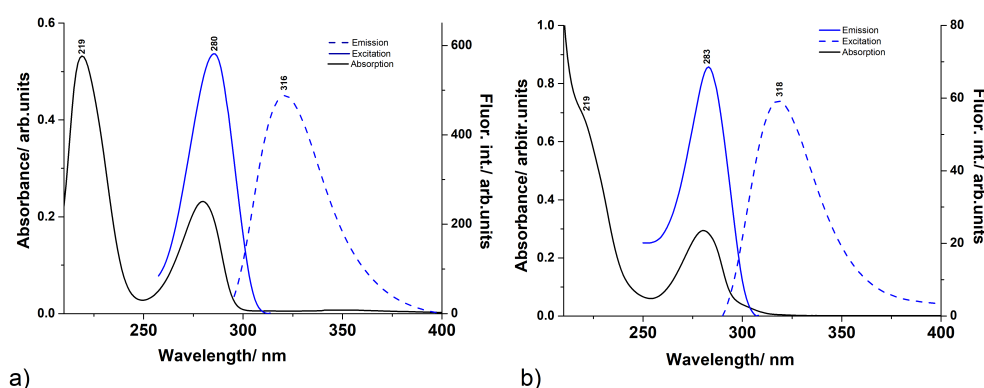 0.6
0.4
0.2
0.0
Absorbance/ arb.units
219
280
316
Emission
Excitation
Absorption
600
400
200
0
Fluor. int./ arb.units
250
300
350
400
Wavelength/ nm
a)
1.0
0.8
0.6
0.4
0.2
0.0
Absorbance/ arbitr.units
219
283
318
Emission
Excitation
Absorption
80
60
40
20
0
Fluor. int./ arb.units
250
300
350
400
Wavelength/ nm
b)